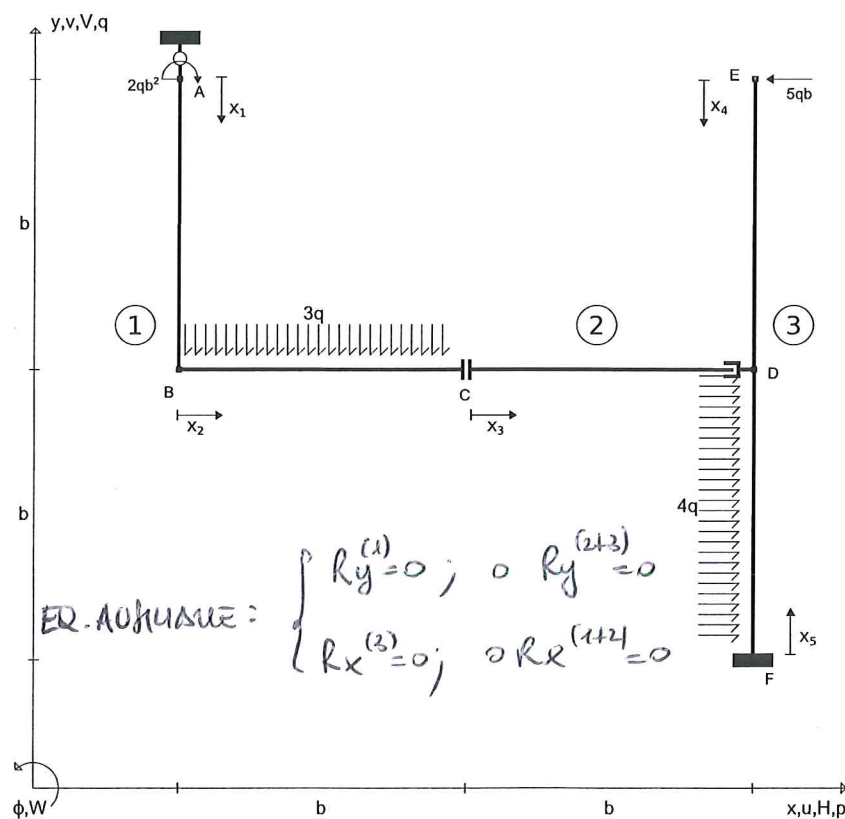 y,v,V,q
2qb²
A
x₁
E
5qb
x₄
b
1
3q
2
3
B
C
D
x₂
x₃
b
4q
EQ. AUSILIARIE: { Ry⁽¹⁾=0 ; o Ry⁽²⁺³⁾=0
Rx⁽³⁾=0; o Rx⁽¹⁺²⁾=0
x₅
F
ϕ,W
b
b
x,u,H,p